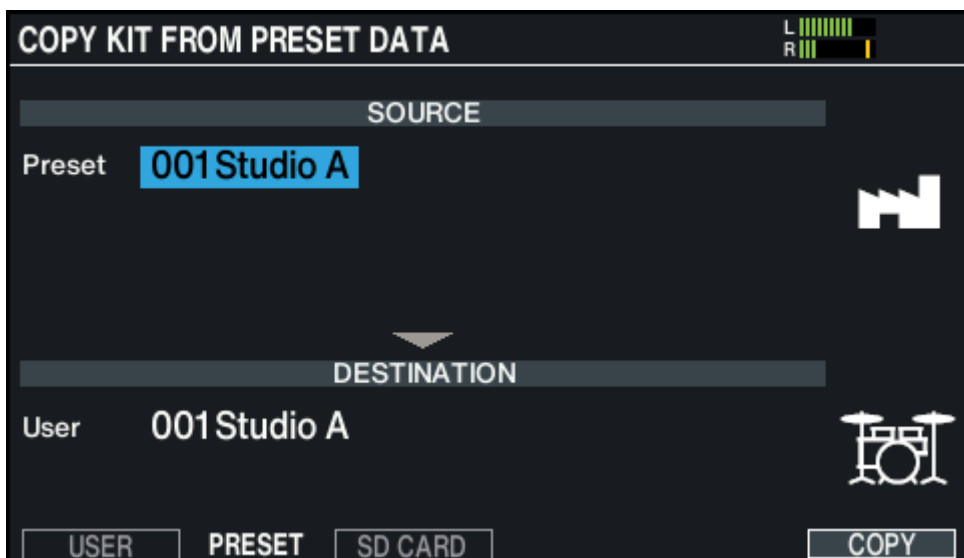 COPY KIT FROM PRESET DATA
L
R
SOURCE
Preset 001 Studio A
DESTINATION
User 001 Studio A
USER PRESET SD CARD COPY